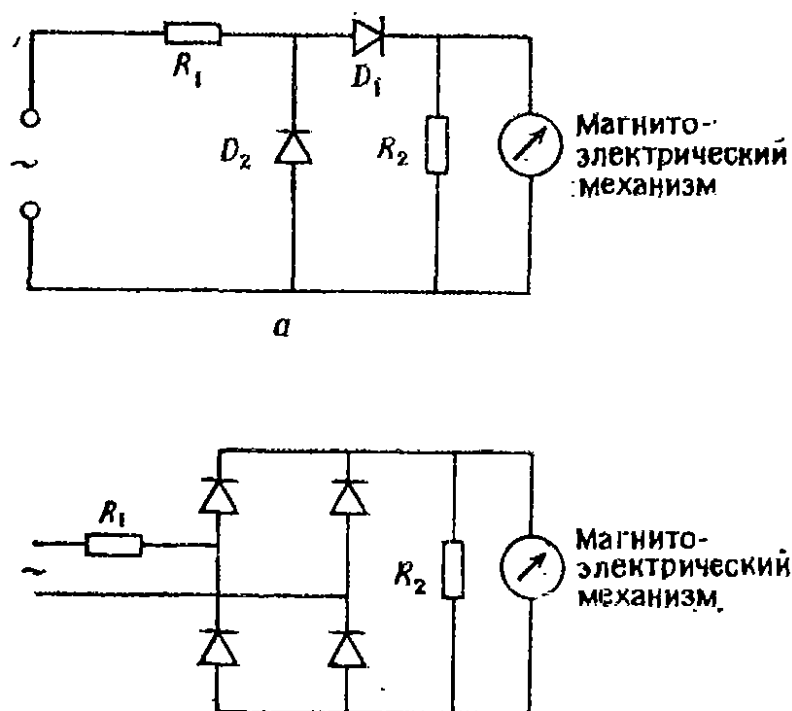 R₁
D₁
D₂
R₂
Магнито-
электрический
механизм
~
а
R₁
~
R₂
Магнито-
электрический
механизм.